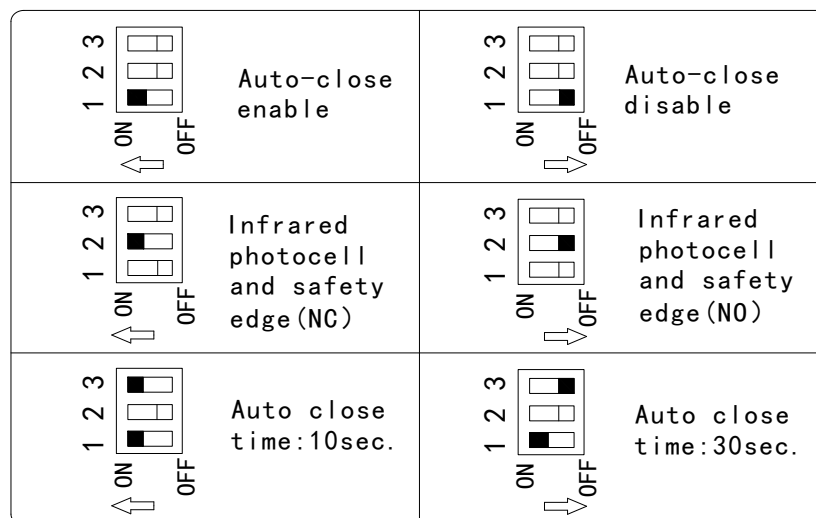 3
2
1
ON
OFF
Auto-close
enable
3
2
1
ON
OFF
Auto-close
disable
3
2
1
ON
OFF
Infrared
photocell
and safety
edge(NC)
3
2
1
ON
OFF
Infrared
photocell
and safety
edge(NO)
3
2
1
ON
OFF
Auto close
time:10sec.
3
2
1
ON
OFF
Auto close
time:30sec.